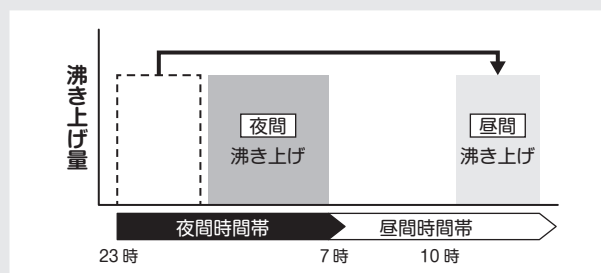 沸き上げ量
夜間
沸き上げ
昼間
沸き上げ
夜間時間帯
昼間時間帯
23時
7時
10時